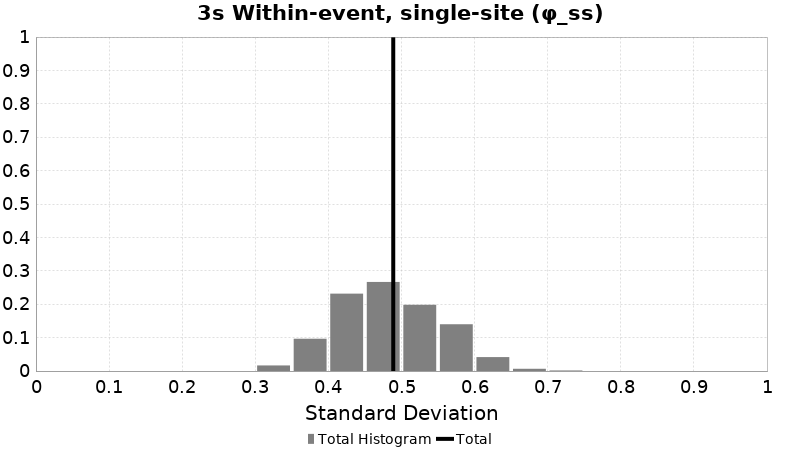 3s Within-event, single-site (φ_ss)
1
0.9
0.8
0.7
0.6
0.5
0.4
0.3
0.2
0.1
0
0 0.1 0.2 0.3 0.4 0.5 0.6 0.7 0.8 0.9 1
Standard Deviation
Total Histogram Total